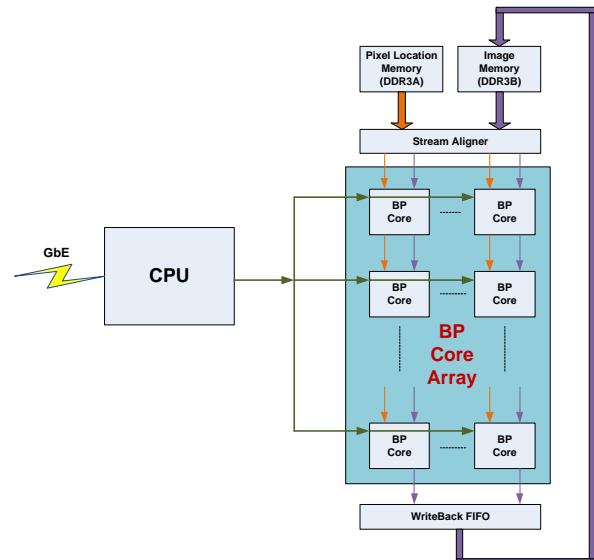 Pixel Location
Memory
(DDR3A)
Image
Memory
(DDR3B)
Stream Aligner
BP
Core
BP
Core
GbE
CPU
BP
Core
BP
Core
BP
Core
Array
BP
Core
BP
Core
WriteBack FIFO